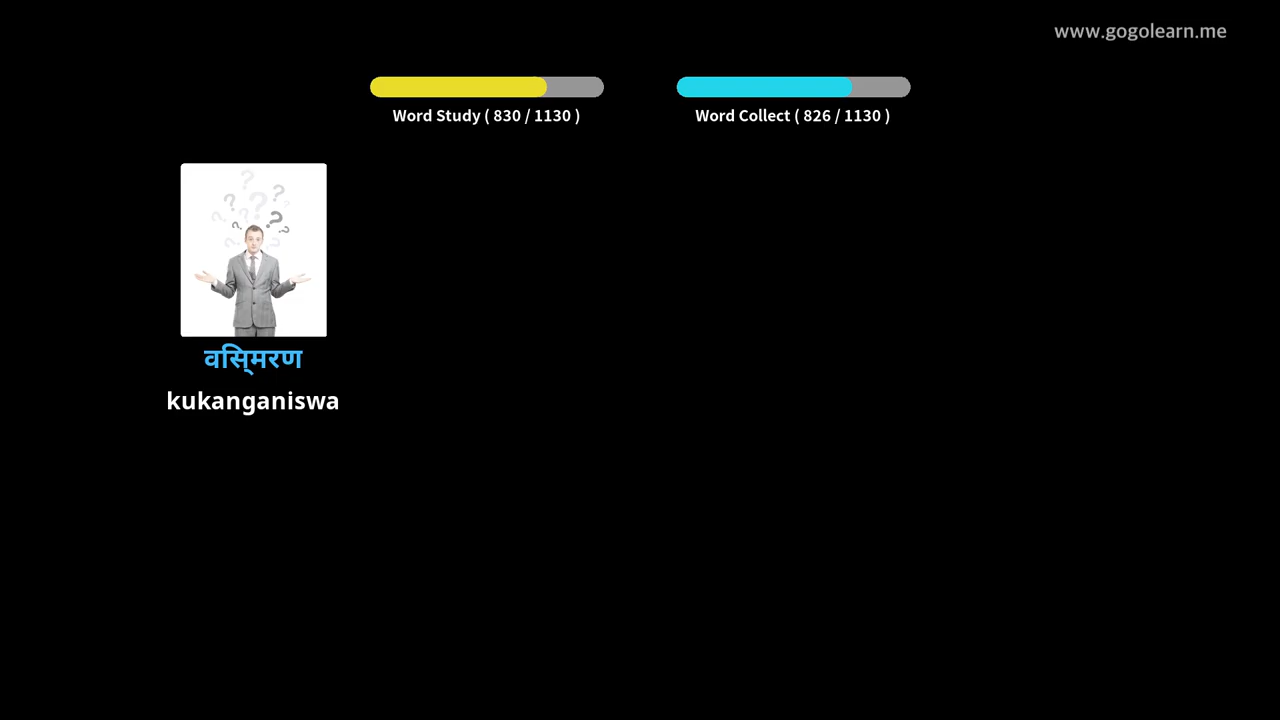 www.gogolearn.me
Word Study ( 830 / 1130 )
Word Collect ( 826 / 1130 )
वस्मिरण
kukanganiswa